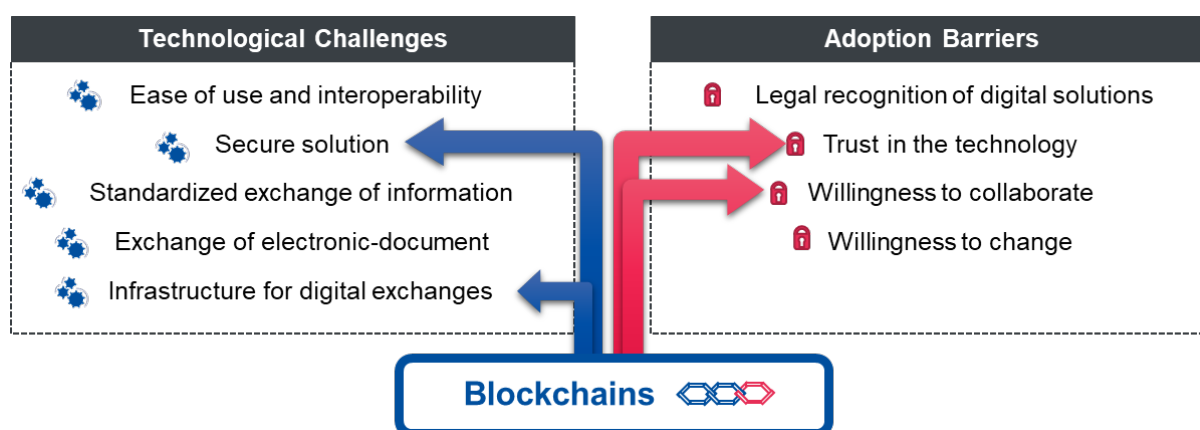 Technological Challenges
Ease of use and interoperability
Secure solution
Standardized exchange of information
Exchange of electronic-document
Infrastructure for digital exchanges
Adoption Barriers
Legal recognition of digital solutions
Trust in the technology
Willingness to collaborate
Willingness to change
Blockchains